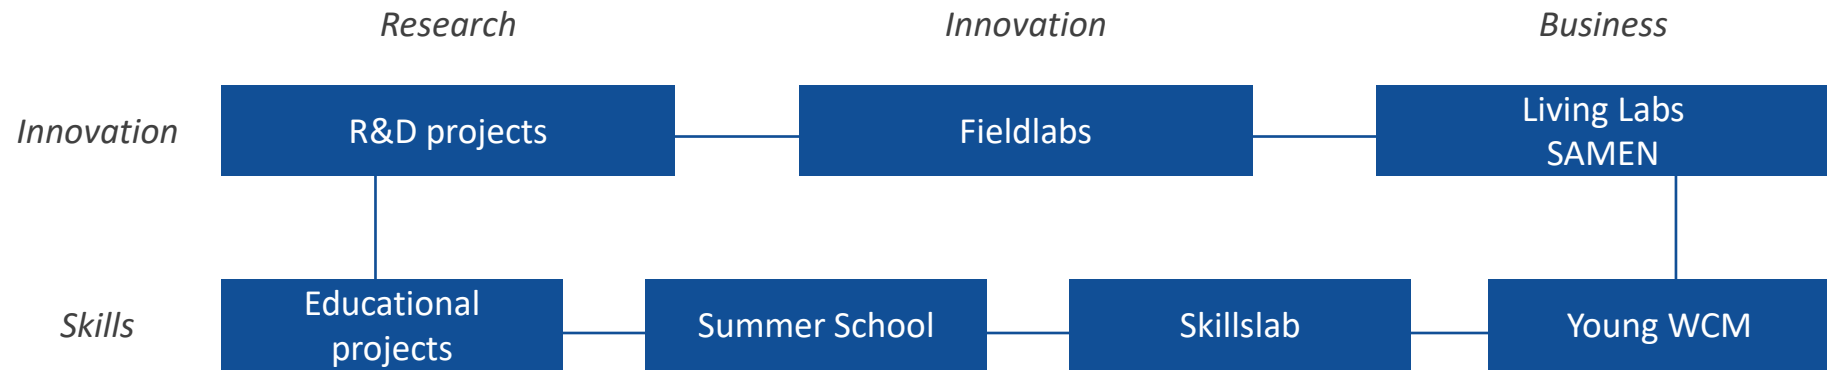 Research
Innovation
Business
Innovation
R&D projects
Fieldlabs
Living Labs
SAMEN
Skills
Educational
projects
Summer School
Skillslab
Young WCM